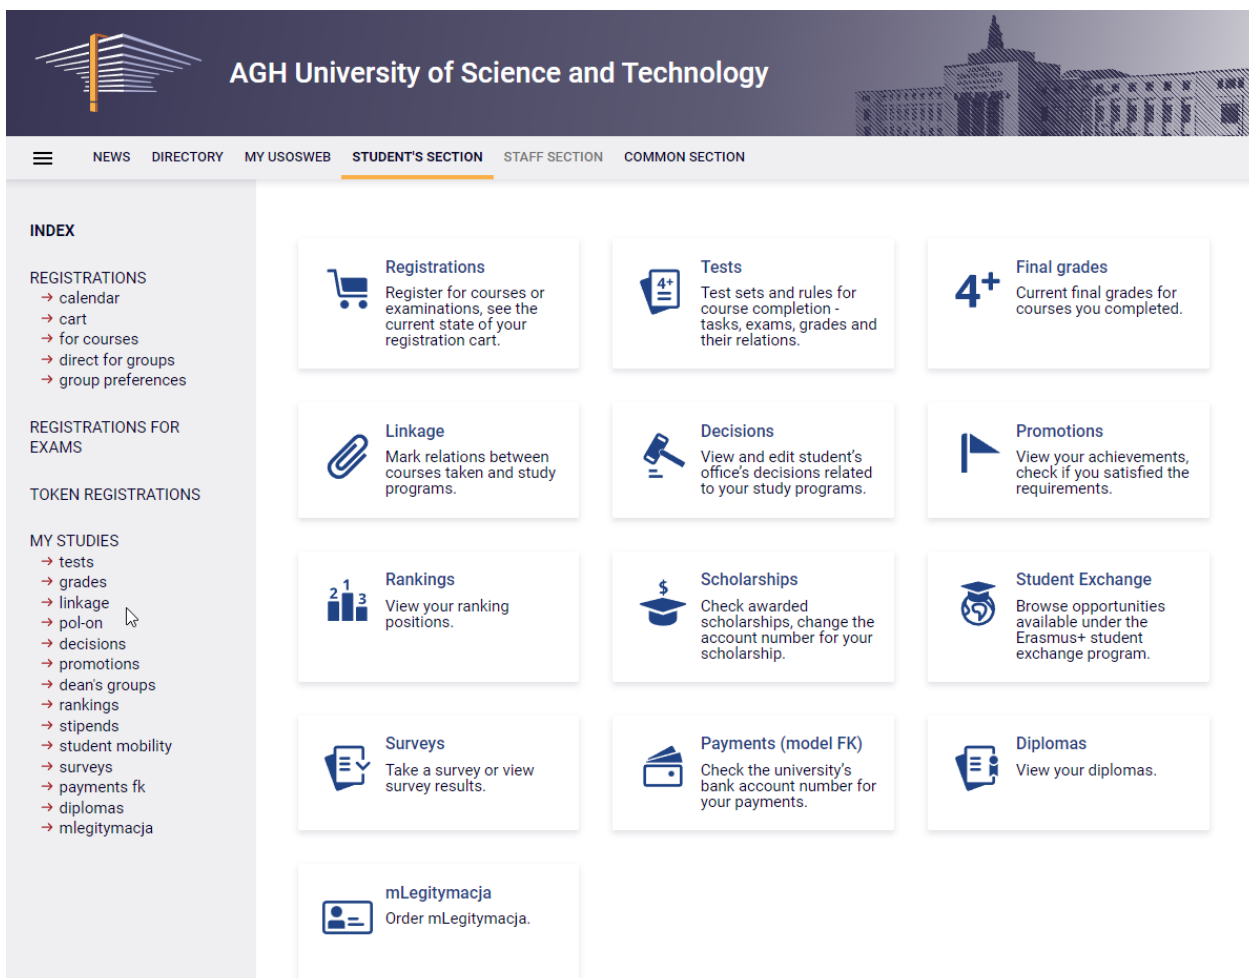 AGH University of Science and Technology
NEWS DIRECTORY MY USOSWEB STUDENT'S SECTION STAFF SECTION COMMON SECTION
INDEX
REGISTRATIONS
→ calendar
→ cart
→ for courses
→ direct for groups
→ group preferences
REGISTRATIONS FOR
EXAMS
TOKEN REGISTRATIONS
MY STUDIES
→ tests
→ grades
→ linkage
→ pol-on
→ decisions
→ promotions
→ dean's groups
→ rankings
→ stipends
→ student mobility
→ surveys
→ payments fk
→ diplomas
→ mlegitymacja
Registrations
Register for courses or
examinations, see the
current state of your
registration cart.
4+
Tests
Test sets and rules for
course completion -
tasks, exams, grades and
their relations.
4+
Final grades
Current final grades for
courses you completed.
Linkage
Mark relations between
courses taken and study
programs.
Decisions
View and edit student's
office's decisions related
to your study programs.
Promotions
View your achievements,
check if you satisfied the
requirements.
2 1 3
Rankings
View your ranking
positions.
$
Scholarships
Check awarded
scholarships, change the
account number for your
scholarship.
Student Exchange
Browse opportunities
available under the
Erasmus+ student
exchange program.
Surveys
Take a survey or view
survey results.
Payments (model FK)
Check the university's
bank account number for
your payments.
Diplomas
View your diplomas.
mLegitymacja
Order mLegitymacja.